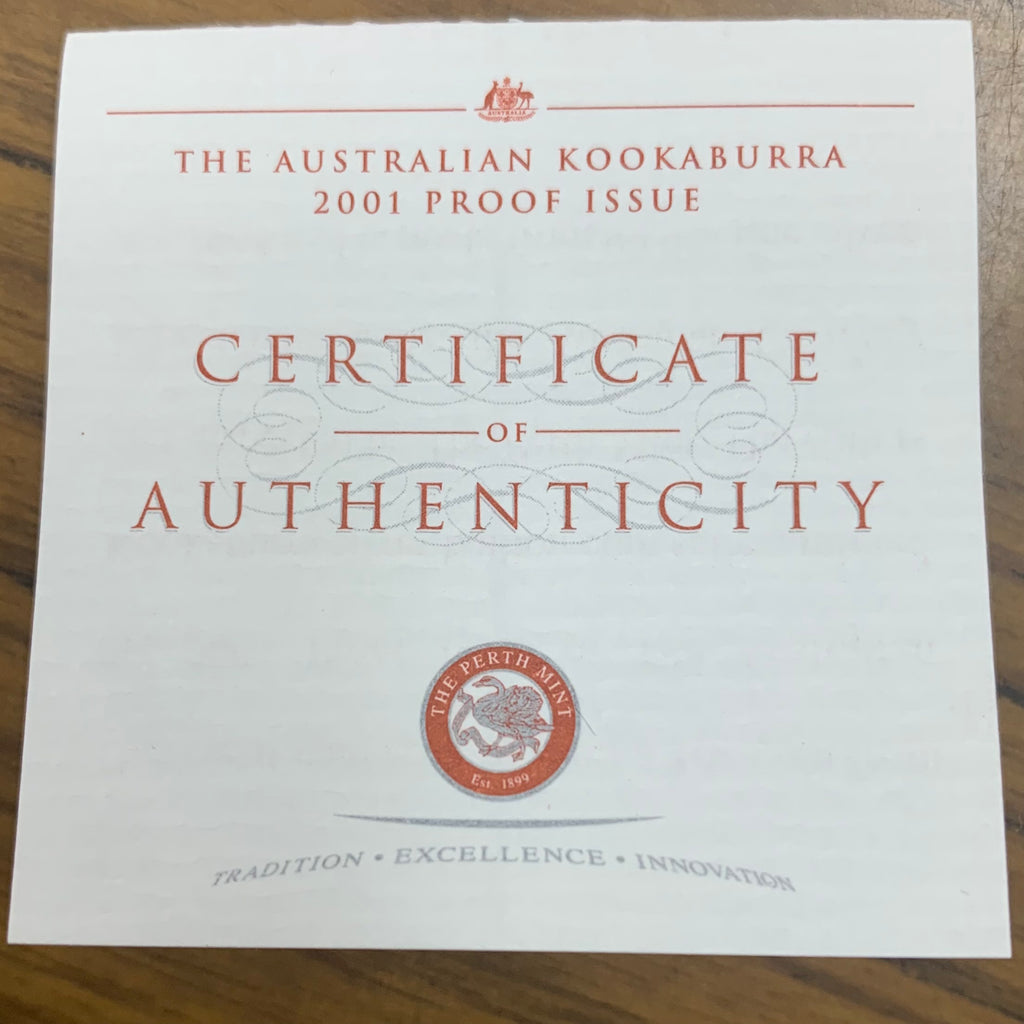 AUSTRALIA
THE AUSTRALIAN KOOKABURRA
2001 PROOF ISSUE
CERTIFICATE
OF
AUTHENTICITY
THE PERTH MINT
Est. 1899
TRADITION • EXCELLENCE • INNOVATION